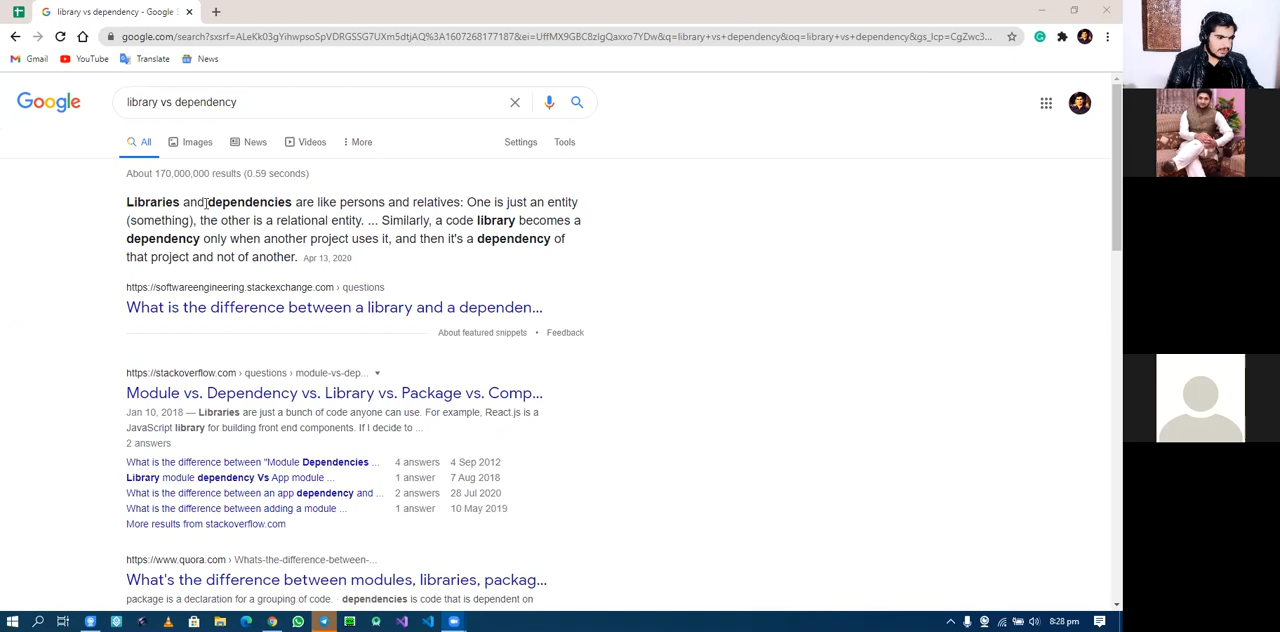 library vs dependency - Google S
google.com/search?sxsrf=ALeKk03gYihwpsoSpVDRGSSG7UXm5dtjAQ%3A1607268177187&ei=UffMX9GBC8zlgQaxxo7YDw&q=library+vs+dependency&oq=library+vs+dependency&gs_lcp=CgZwc3...
Gmail YouTube Translate News
Google library vs dependency
All Images News Videos More Settings Tools
About 170,000,000 results (0.59 seconds)
Libraries and dependencies are like persons and relatives: One is just an entity
(something), the other is a relational entity. ... Similarly, a code library becomes a
dependency only when another project uses it, and then it's a dependency of
that project and not of another. Apr 13, 2020
https://softwareengineering.stackexchange.com › questions
What is the difference between a library and a dependen...
About featured snippets • Feedback
https://stackoverflow.com › questions › module-vs-dep...
Module vs. Dependency vs. Library vs. Package vs. Comp...
Jan 10, 2018 — Libraries are just a bunch of code anyone can use. For example, React.js is a
JavaScript library for building front end components. If I decide to ...
2 answers
What is the difference between "Module Dependencies ... 4 answers 4 Sep 2012
Library module dependency Vs App module ... 1 answer 7 Aug 2018
What is the difference between an app dependency and ... 2 answers 28 Jul 2020
What is the difference between adding a module ... 1 answer 10 May 2019
More results from stackoverflow.com
https://www.quora.com › Whats-the-difference-between-...
What's the difference between modules, libraries, packag...
package is a declaration for a grouping of code. · dependencies is code that is dependent on
8:28 pm